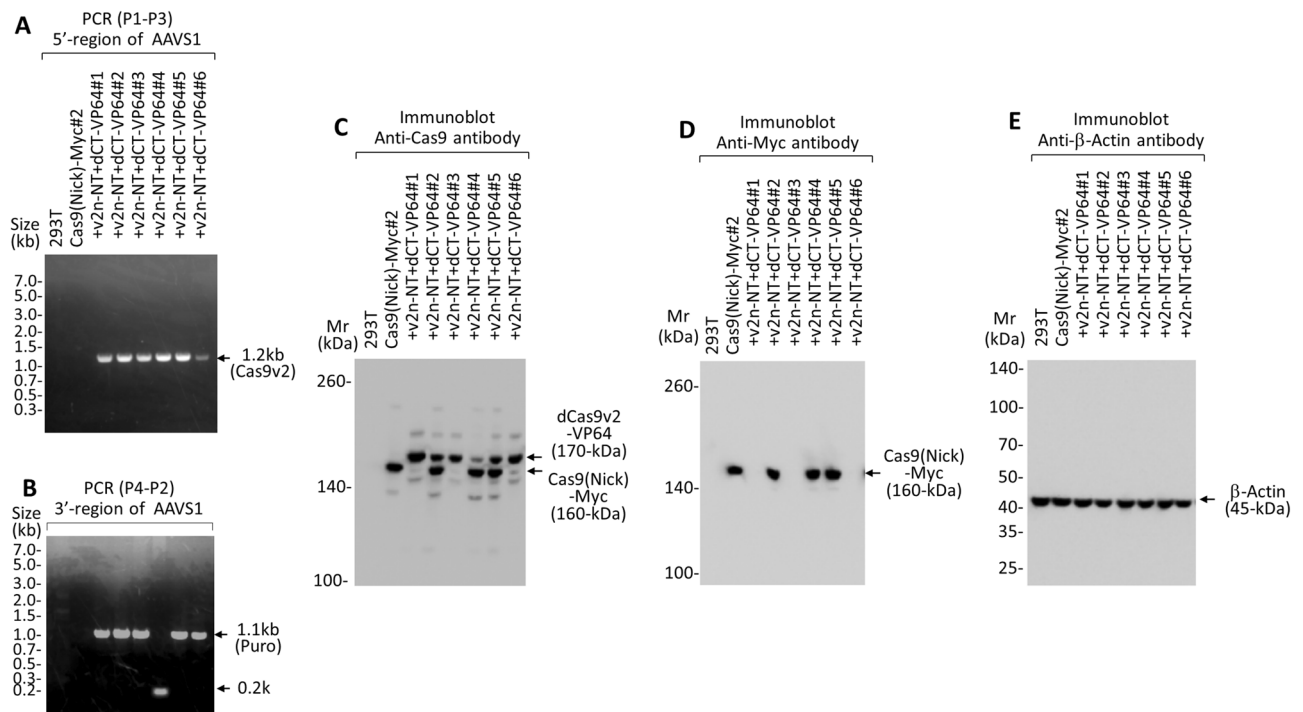 A
PCR (P1-P3)
5’-region of AAVS1
Size
(kb)
293T
Cas9(Nick)-Myc#2
+v2n-NT+dCT-VP64#1
+v2n-NT+dCT-VP64#2
+v2n-NT+dCT-VP64#3
+v2n-NT+dCT-VP64#4
+v2n-NT+dCT-VP64#5
+v2n-NT+dCT-VP64#6
7.0-
5.0-
3.0-
2.0-
1.5-
1.0-
0.7-
0.5-
0.3-
1.2kb
(Cas9v2)
B
PCR (P4-P2)
3’-region of AAVS1
Size
(kb)
7.0-
5.0-
3.0-
2.0-
1.5-
1.0-
0.7-
0.5-
0.3-
0.2-
1.1kb
(Puro)
0.2k
C
Immunoblot
Anti-Cas9 antibody
Mr
(kDa)
293T
Cas9(Nick)-Myc#2
+v2n-NT+dCT-VP64#1
+v2n-NT+dCT-VP64#2
+v2n-NT+dCT-VP64#3
+v2n-NT+dCT-VP64#4
+v2n-NT+dCT-VP64#5
+v2n-NT+dCT-VP64#6
260-
140-
100-
dCas9v2
-VP64
(170-kDa)
Cas9(Nick)
-Myc
(160-kDa)
D
Immunoblot
Anti-Myc antibody
Mr
(kDa)
293T
Cas9(Nick)-Myc#2
+v2n-NT+dCT-VP64#1
+v2n-NT+dCT-VP64#2
+v2n-NT+dCT-VP64#3
+v2n-NT+dCT-VP64#4
+v2n-NT+dCT-VP64#5
+v2n-NT+dCT-VP64#6
260-
140-
100-
Cas9(Nick)
-Myc
(160-kDa)
E
Immunoblot
Anti-β-Actin antibody
Mr
(kDa)
293T
Cas9(Nick)-Myc#2
+v2n-NT+dCT-VP64#1
+v2n-NT+dCT-VP64#2
+v2n-NT+dCT-VP64#3
+v2n-NT+dCT-VP64#4
+v2n-NT+dCT-VP64#5
+v2n-NT+dCT-VP64#6
140-
100-
70-
50-
40-
35-
25-
β-Actin
(45-kDa)